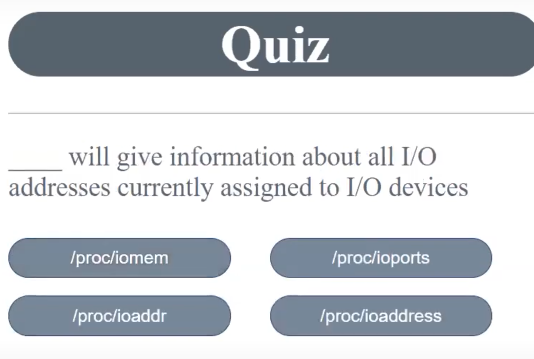 Quiz
____ will give information about all I/O
addresses currently assigned to I/O devices
/proc/iomem
/proc/ioports
/proc/ioaddr
/proc/ioaddress